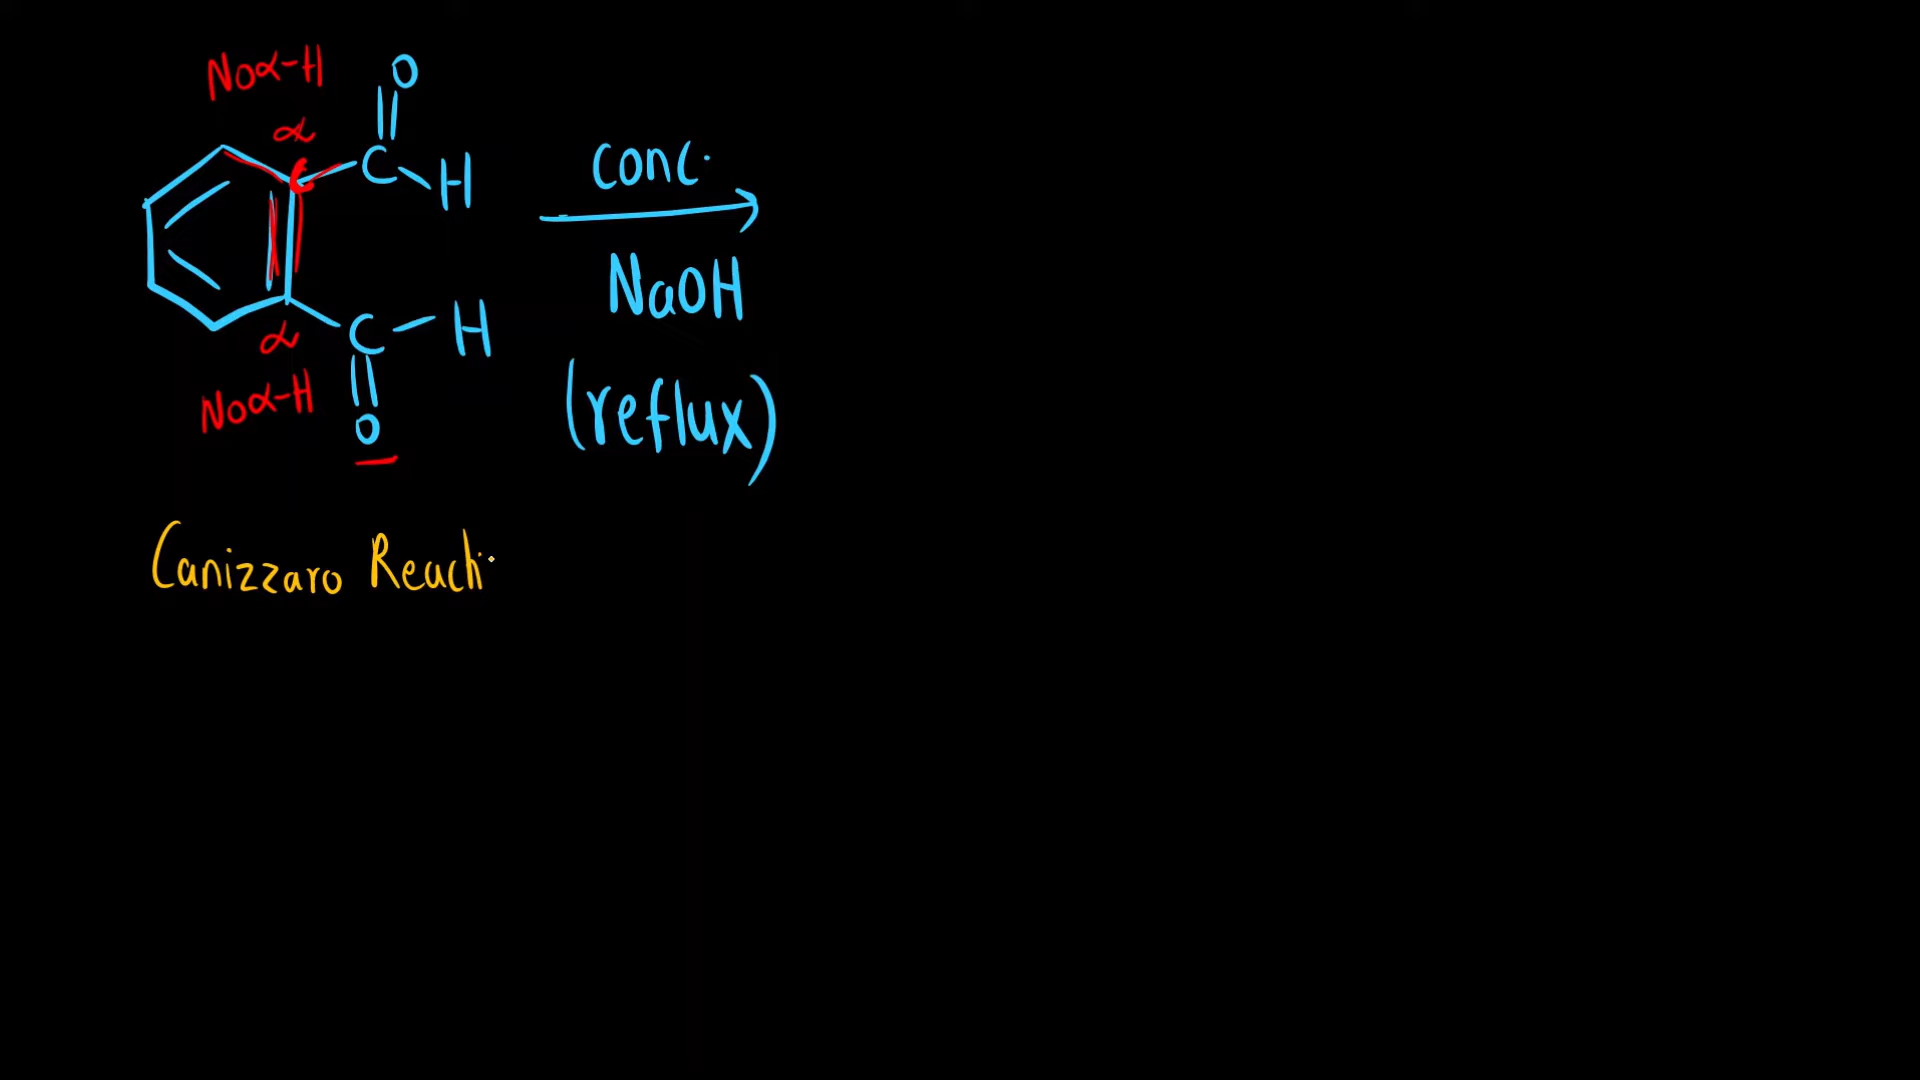 No α-H
O
α
C
C
H
conc.
NaOH
C-H
α
No α-H
O
(reflux)
Canizzaro Reacti